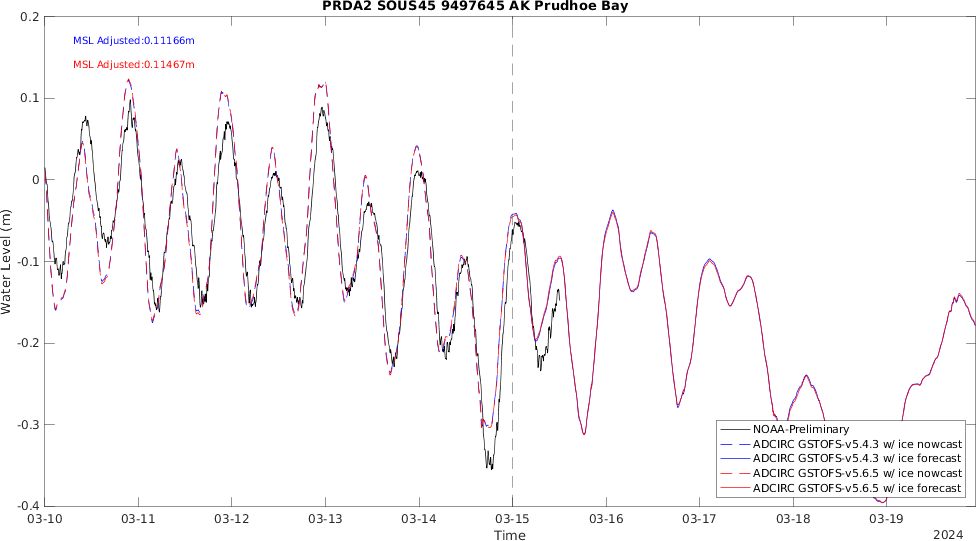 PRDA2 SOUS45 9497645 AK Prudhoe Bay
0.2
MSL Adjusted:0.11166m
MSL Adjusted:0.11467m
0.1
0
-0.1
-0.2
-0.3
-0.4
Water Level (m)
NOAA-Preliminary
ADCIRC GSTOFS-v5.4.3 w/ ice nowcast
ADCIRC GSTOFS-v5.4.3 w/ ice forecast
ADCIRC GSTOFS-v5.6.5 w/ ice nowcast
ADCIRC GSTOFS-v5.6.5 w/ ice forecast
03-10 03-11 03-12 03-13 03-14 03-15 03-16 03-17 03-18 03-19
Time
2024